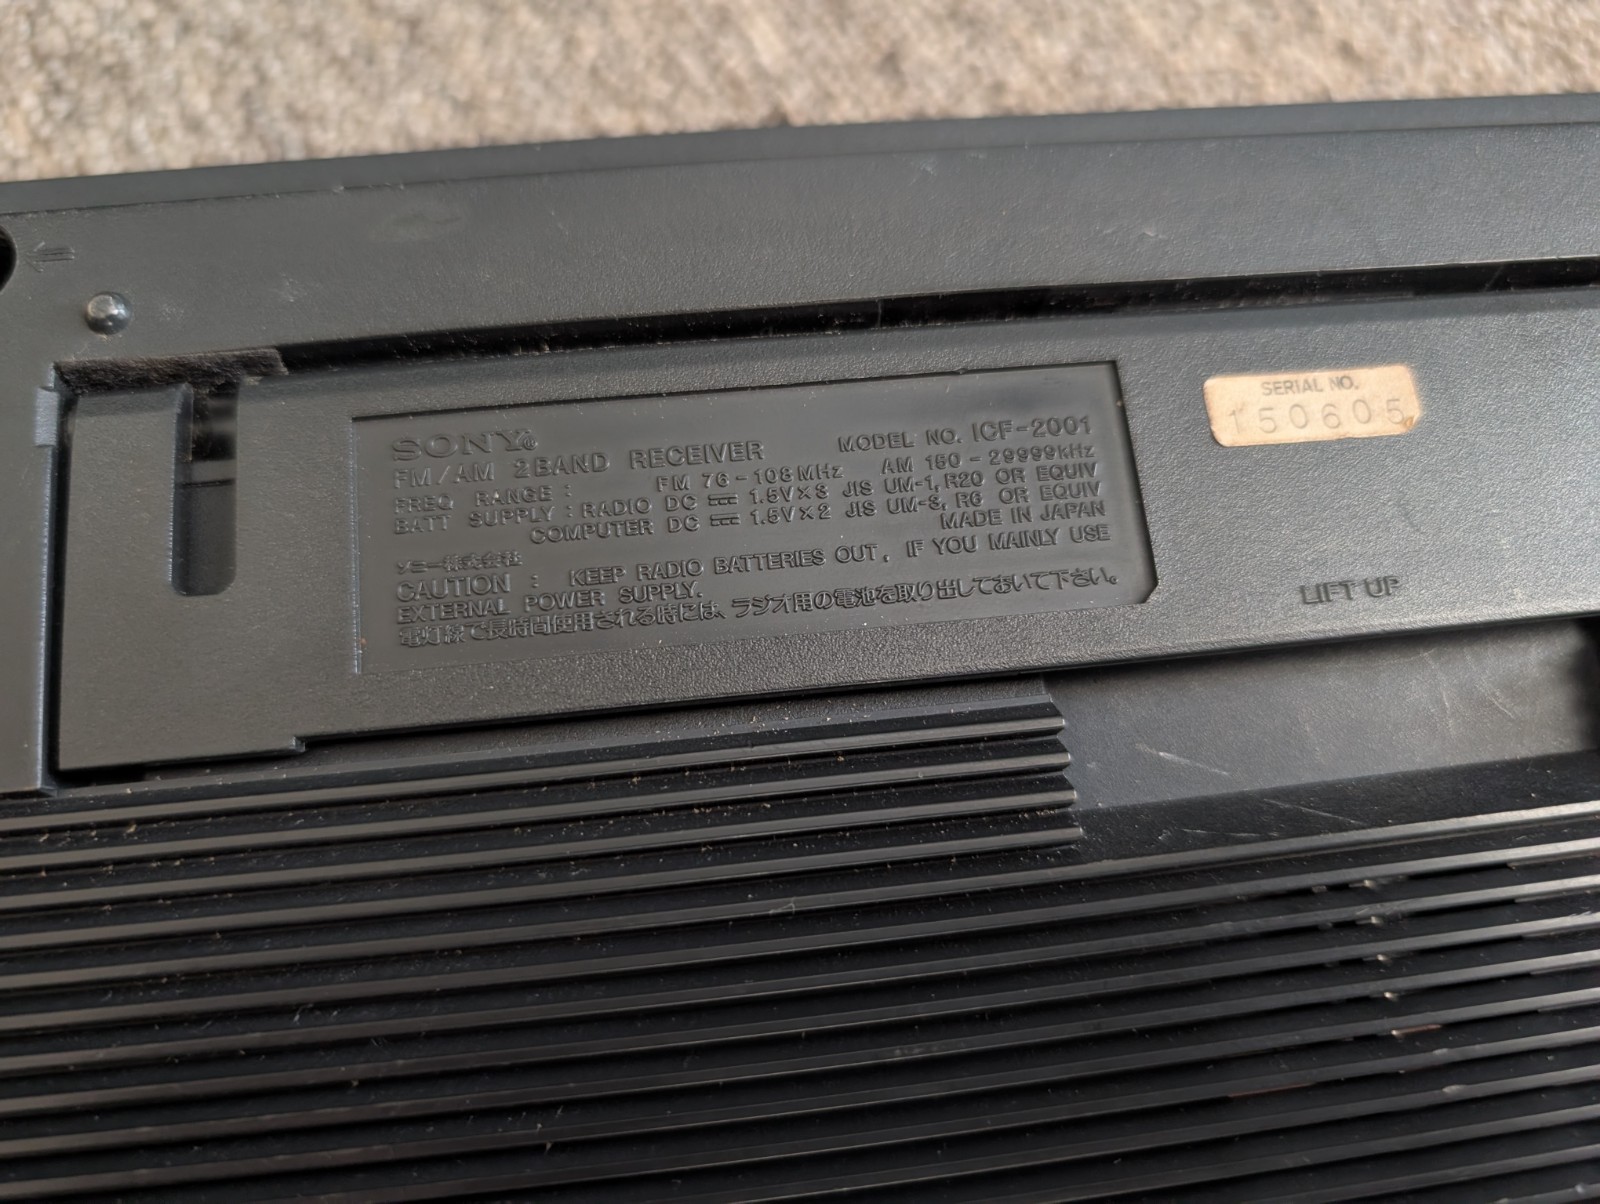 SONY®
FM/AM 2BAND RECEIVER MODEL NO. ICF-2001
FREQ RANGE : FM 76-108MHz AM 150-29999kHz
BATT SUPPLY : RADIO DC ⎓ 1.5V×3 JIS UM-1, R20 OR EQUIV
COMPUTER DC ⎓ 1.5V×2 JIS UM-3, R6 OR EQUIV
MADE IN JAPAN
ソニー株式会社
CAUTION : KEEP RADIO BATTERIES OUT, IF YOU MAINLY USE
EXTERNAL POWER SUPPLY.
電灯線で長時間使用される時には、ラジオ用の電池を取り出しておいて下さい。
SERIAL NO.
150605
LIFT UP